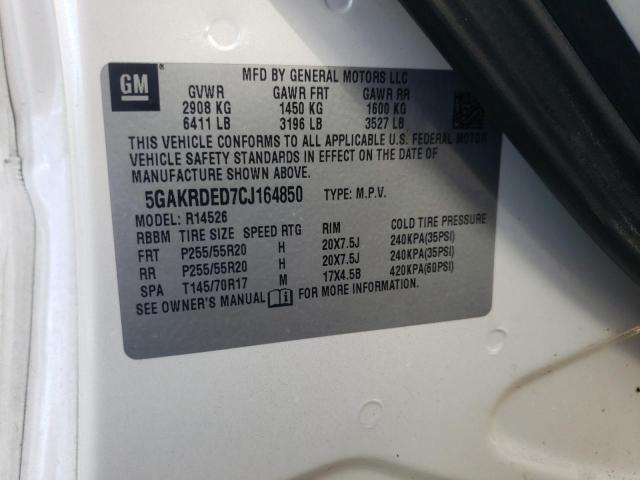 GM
MFD BY GENERAL MOTORS LLC
GVWR GAWR FRT GAWR RR
2908 KG 1450 KG 1600 KG
6411 LB 3196 LB 3527 LB
THIS VEHICLE CONFORMS TO ALL APPLICABLE U.S. FEDERAL MOTOR
VEHICLE SAFETY STANDARDS IN EFFECT ON THE DATE OF
MANUFACTURE SHOWN ABOVE.
5GAKRDED7CJ164850 TYPE: M.P.V.
MODEL: R14526
RBBM TIRE SIZE SPEED RTG RIM COLD TIRE PRESSURE
FRT P255/55R20 H 20X7.5J 240KPA(35PSI)
RR P255/55R20 H 20X7.5J 240KPA(35PSI)
SPA T145/70R17 M 17X4.5B 420KPA(60PSI)
SEE OWNER'S MANUAL FOR MORE INFORMATION.